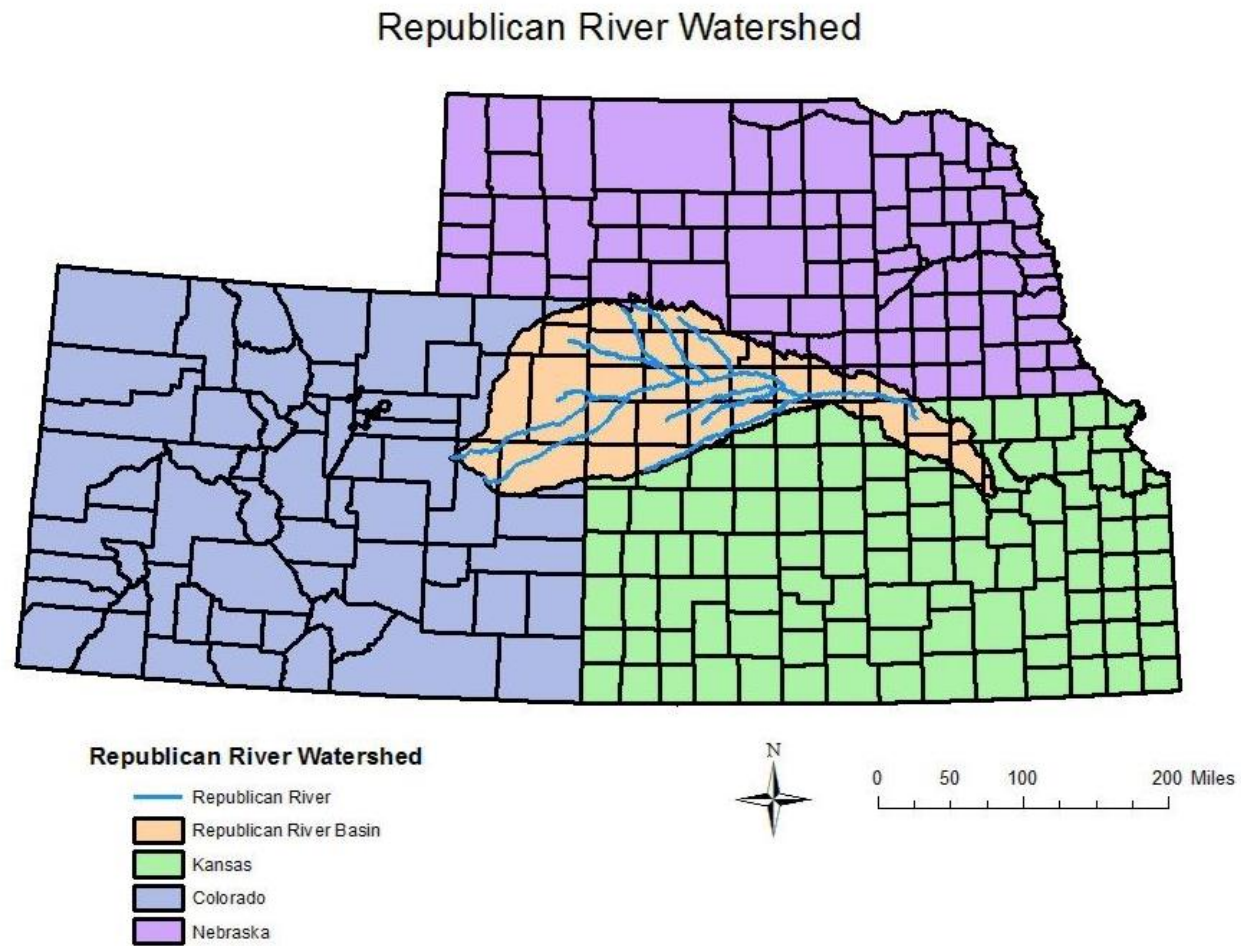 Republican River Watershed
Republican River Watershed
Republican River
Republican River Basin
Kansas
Colorado
Nebraska
N
0 50 100 200 Miles